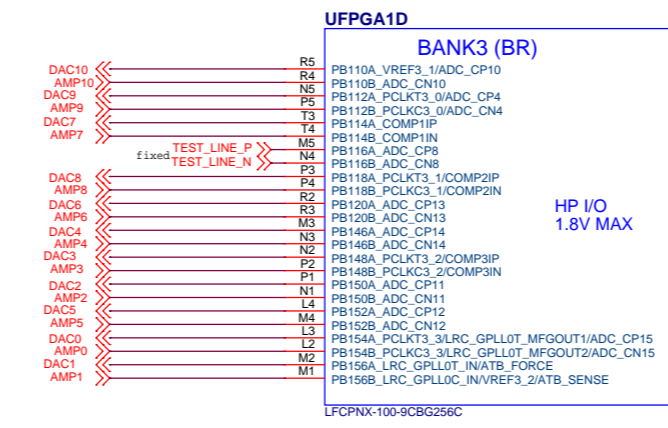 UFPGA1D
BANK3 (BR)
DAC10 R5 PB110A_VREF3_1/ADC_CP10
AMP10 R4 PB110B_ADC_CN10
DAC9 N5 PB112A_PCLKT3_0/ADC_CP4
AMP9 P5 PB112B_PCLKC3_0/ADC_CN4
DAC7 T3 PB114A_COMP1IP
AMP7 T4 PB114B_COMP1IN
TEST_LINE_P M5 PB116A_ADC_CP8
fixed TEST_LINE_N N4 PB116B_ADC_CN8
DAC8 P3 PB118A_PCLKT3_1/COMP2IP
AMP8 P4 PB118B_PCLKC3_1/COMP2IN
DAC6 R2 PB120A_ADC_CP13
AMP6 R3 PB120B_ADC_CN13
HP I/O
DAC4 M3 PB146A_ADC_CP14
1.8V MAX
AMP4 N3 PB146B_ADC_CN14
DAC3 N2 PB148A_PCLKT3_2/COMP3IP
AMP3 P2 PB148B_PCLKC3_2/COMP3IN
DAC2 P1 PB150A_ADC_CP11
AMP2 N1 PB150B_ADC_CN11
DAC5 L4 PB152A_ADC_CP12
AMP5 M4 PB152B_ADC_CN12
DAC0 L3 PB154A_PCLKT3_3/LRC_GPLL0T_MFGOUT1/ADC_CP15
AMP0 L2 PB154B_PCLKC3_3/LRC_GPLL0T_MFGOUT2/ADC_CN15
DAC1 M2 PB156A_LRC_GPLL0T_IN/ATB_FORCE
AMP1 M1 PB156B_LRC_GPLL0C_IN/VREF3_2/ATB_SENSE
LFCPNX-100-9CBG256C